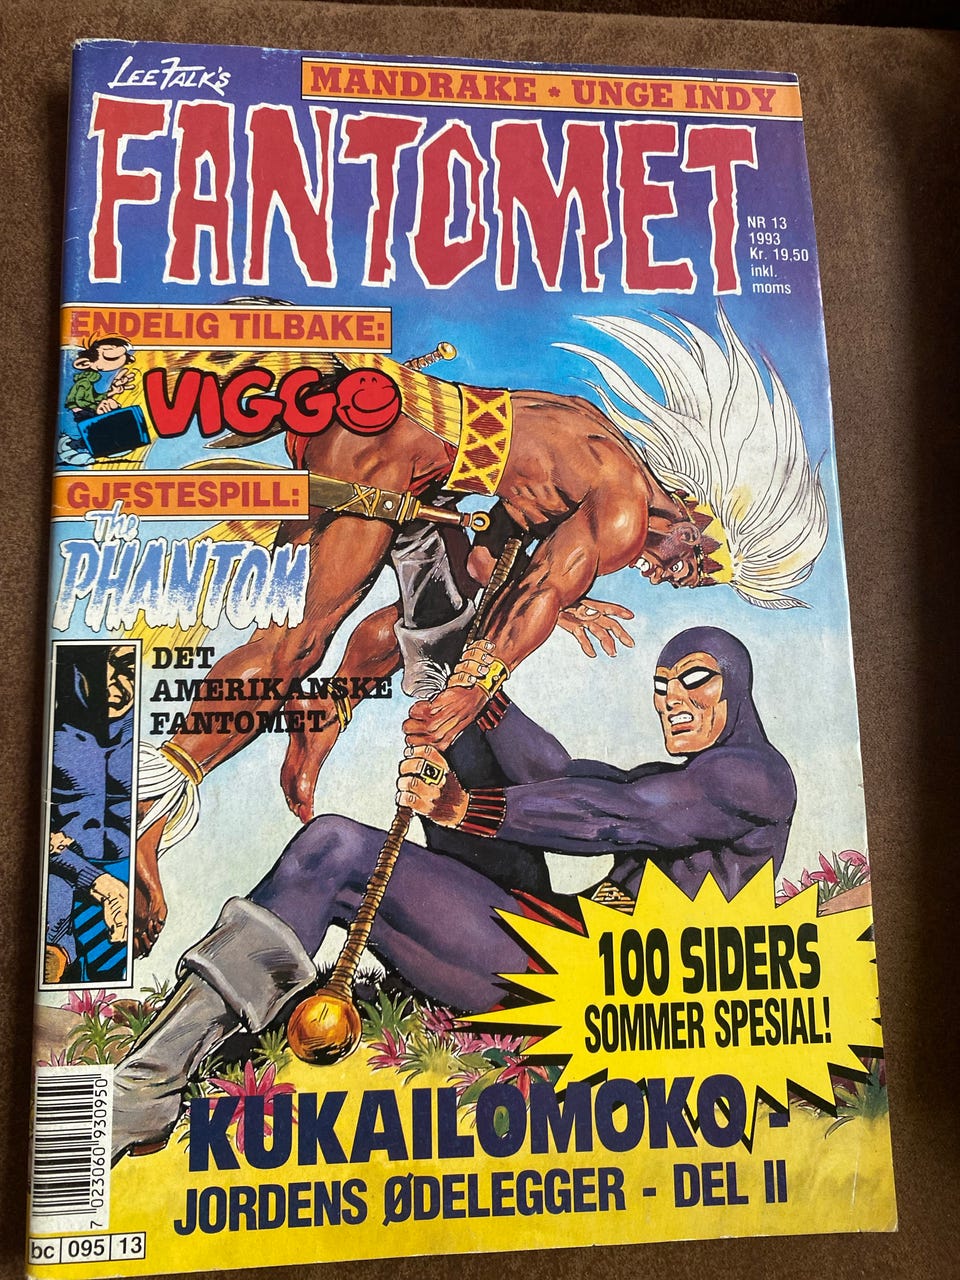 LEE FALK'S
MANDRAKE • UNGE INDY
FANTOMET
NR 13
1993
Kr. 19,50
inkl.
moms
ENDELIG TILBAKE:
VIGGO
GJESTESPILL:
The
PHANTOM
DET
AMERIKANSKE
FANTOMET
100 SIDERS
SOMMER SPESIAL!
KUKAILOMOKO -
JORDENS ØDELEGGER - DEL II
7 023060 930950
bc 095 13